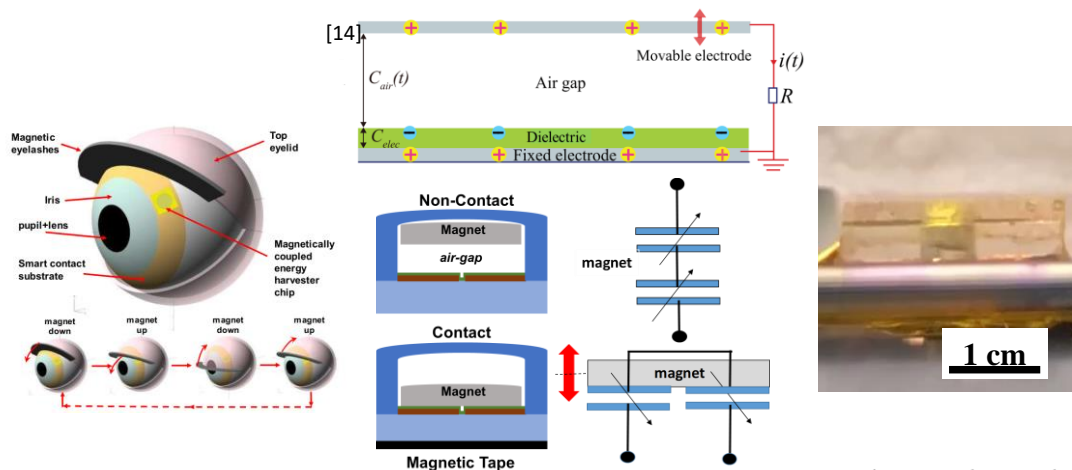 [14]
Movable electrode
i(t)
Cair(t)
Air gap
R
Celec
Dielectric
Fixed electrode
Magnetic
eyelashes
Top
eyelid
Iris
pupil+lens
Smart contact
substrate
Magnetically
coupled
energy
harvester
chip
magnet
down
magnet
up
magnet
down
magnet
up
Non-Contact
Magnet
air-gap
Contact
Magnet
Magnetic Tape
magnet
magnet
1 cm